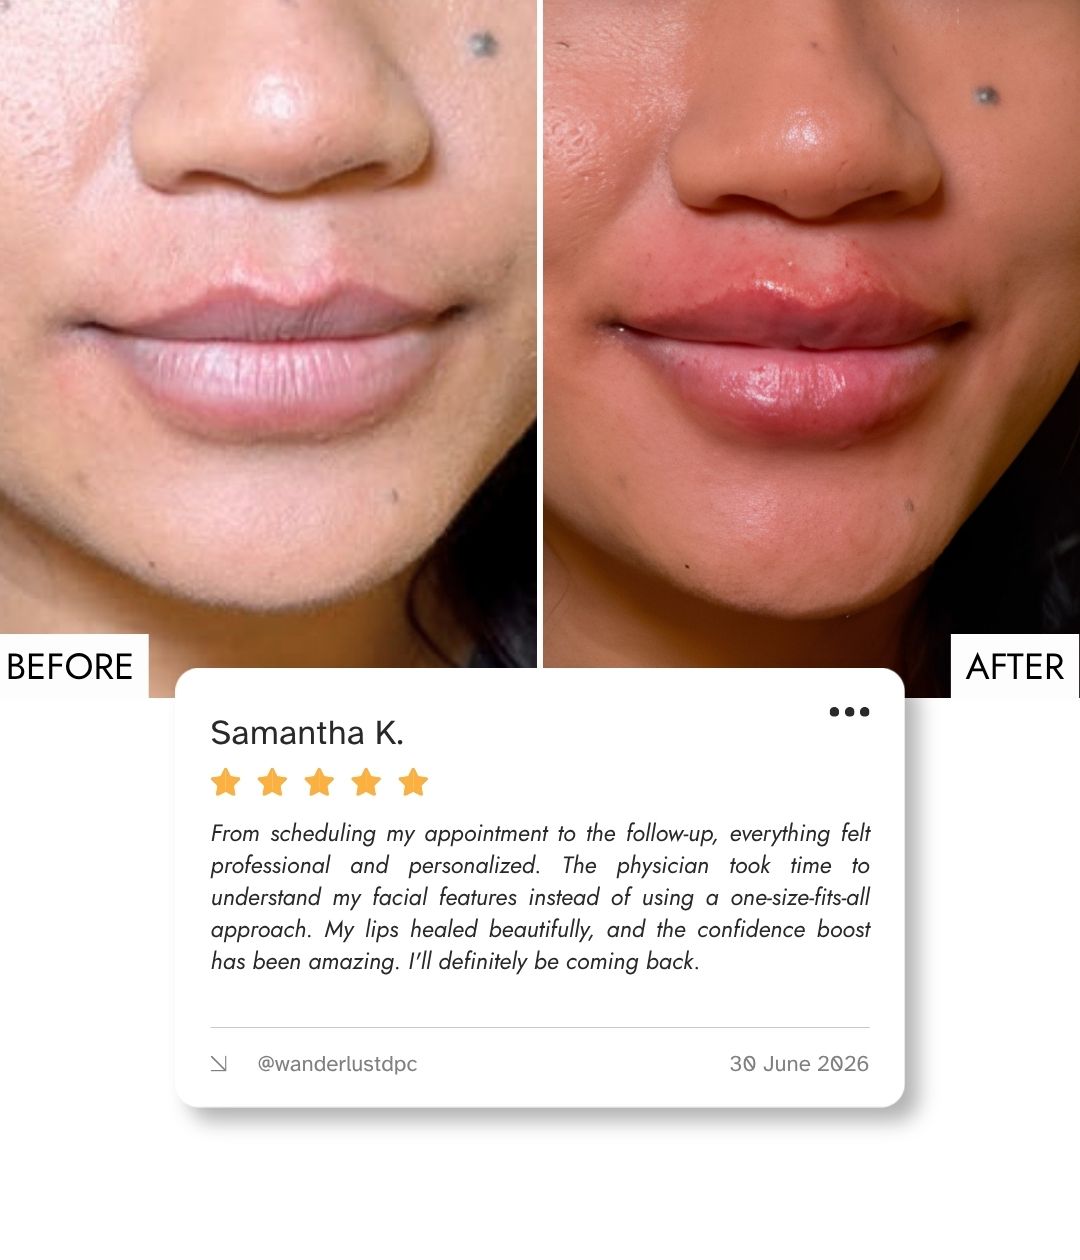 BEFORE
AFTER
Samantha K.
From scheduling my appointment to the follow-up, everything felt
professional and personalized. The physician took time to
understand my facial features instead of using a one-size-fits-all
approach. My lips healed beautifully, and the confidence boost
has been amazing. I'll definitely be coming back.
@wanderlustdpc
30 June 2026